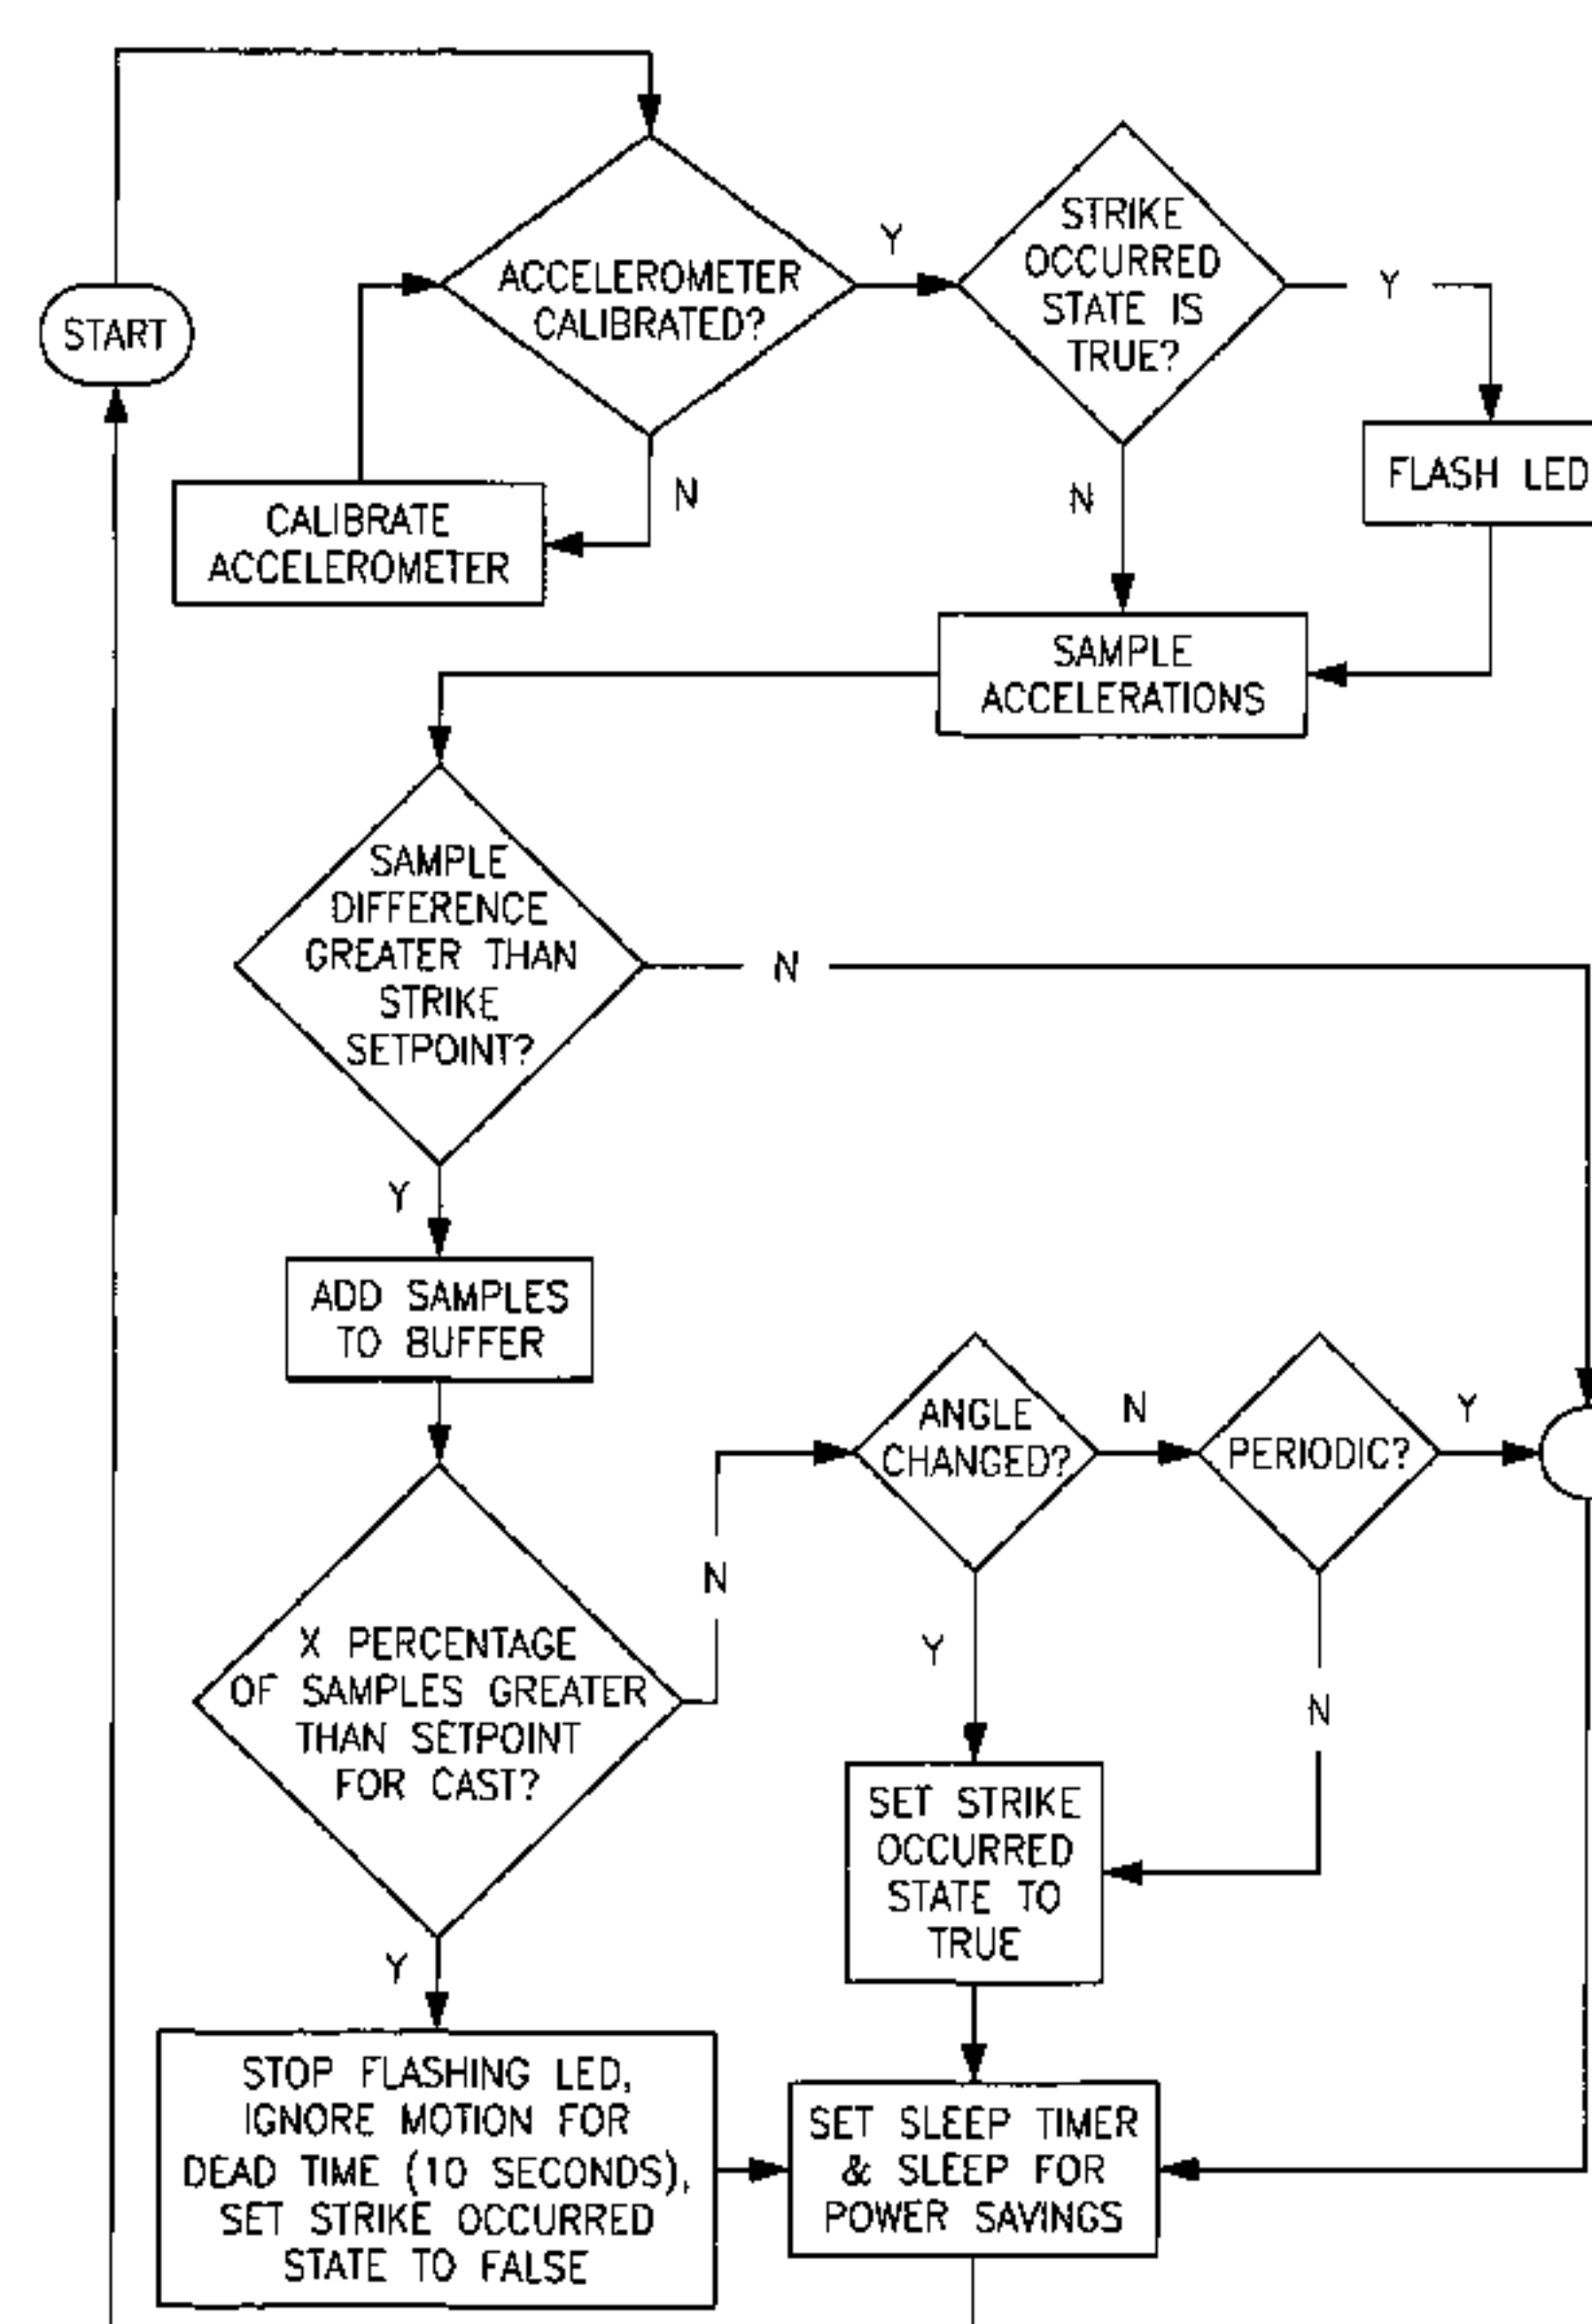 START
ACCELEROMETER
CALIBRATED?
Y
STRIKE
OCCURRED
STATE IS
TRUE?
Y
FLASH LED
N
CALIBRATE
ACCELEROMETER
N
SAMPLE
ACCELERATIONS
SAMPLE
DIFFERENCE
GREATER THAN
STRIKE
SETPOINT?
N
Y
ADD SAMPLES
TO BUFFER
ANGLE
CHANGED?
N
PERIODIC?
Y
X PERCENTAGE
OF SAMPLES GREATER
THAN SETPOINT
FOR CAST?
N
Y
N
SET STRIKE
OCCURRED
STATE TO
TRUE
Y
STOP FLASHING LED,
IGNORE MOTION FOR
DEAD TIME (10 SECONDS),
SET STRIKE OCCURRED
STATE TO FALSE
SET SLEEP TIMER
& SLEEP FOR
POWER SAVINGS